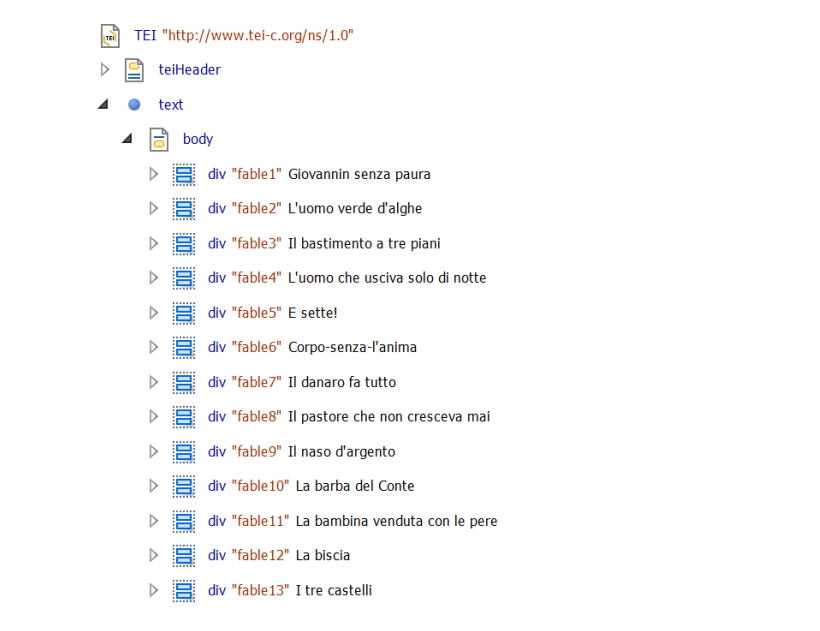 TEI "http://www.tei-c.org/ns/1.0"
teiHeader
text
body
div "fable1" Giovannin senza paura
div "fable2" L'uomo verde d'alghe
div "fable3" Il bastimento a tre piani
div "fable4" L'uomo che usciva solo di notte
div "fable5" E sette!
div "fable6" Corpo-senza-l'anima
div "fable7" Il danaro fa tutto
div "fable8" Il pastore che non cresceva mai
div "fable9" Il naso d'argento
div "fable10" La barba del Conte
div "fable11" La bambina venduta con le pere
div "fable12" La biscia
div "fable13" I tre castelli